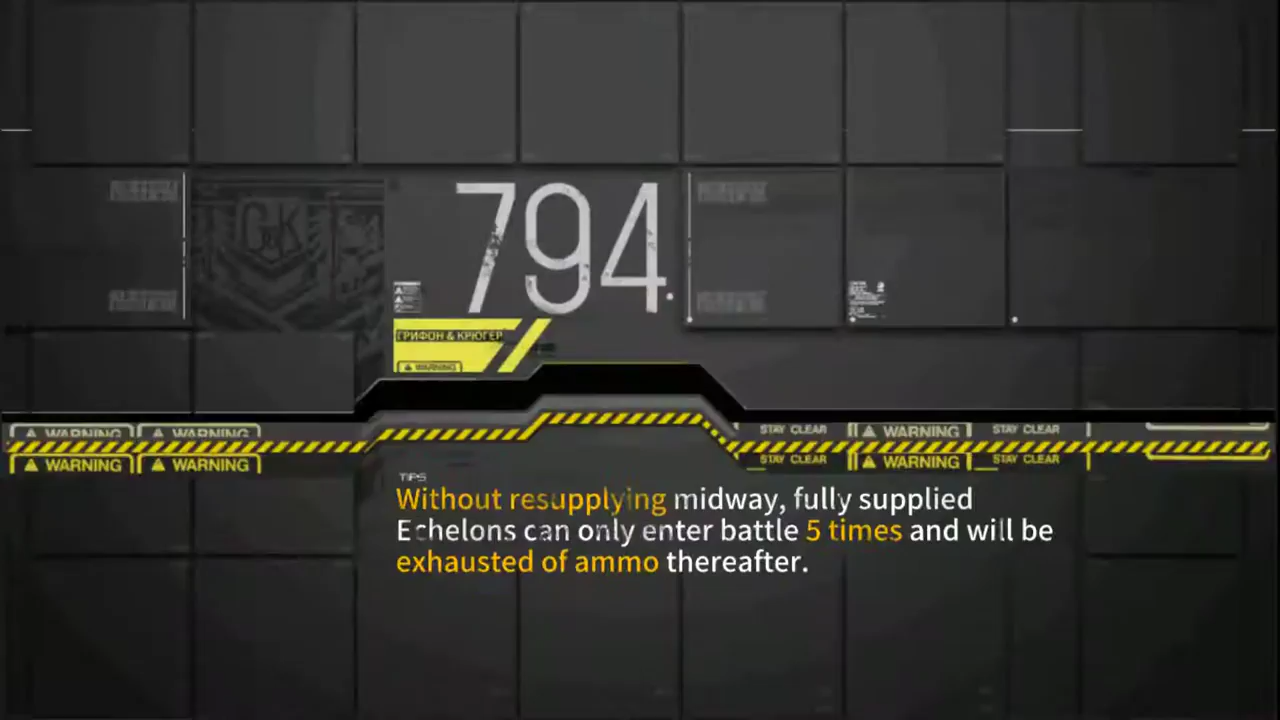 G&K
794.
ГРИФОН & КРЮГЕР
WARNING
WARNING
WARNING
STAY CLEAR
WARNING
STAY CLEAR
WARNING
WARNING
STAY CLEAR
WARNING
STAY CLEAR
TIPS
Without resupplying midway, fully supplied
Echelons can only enter battle 5 times and will be
exhausted of ammo thereafter.